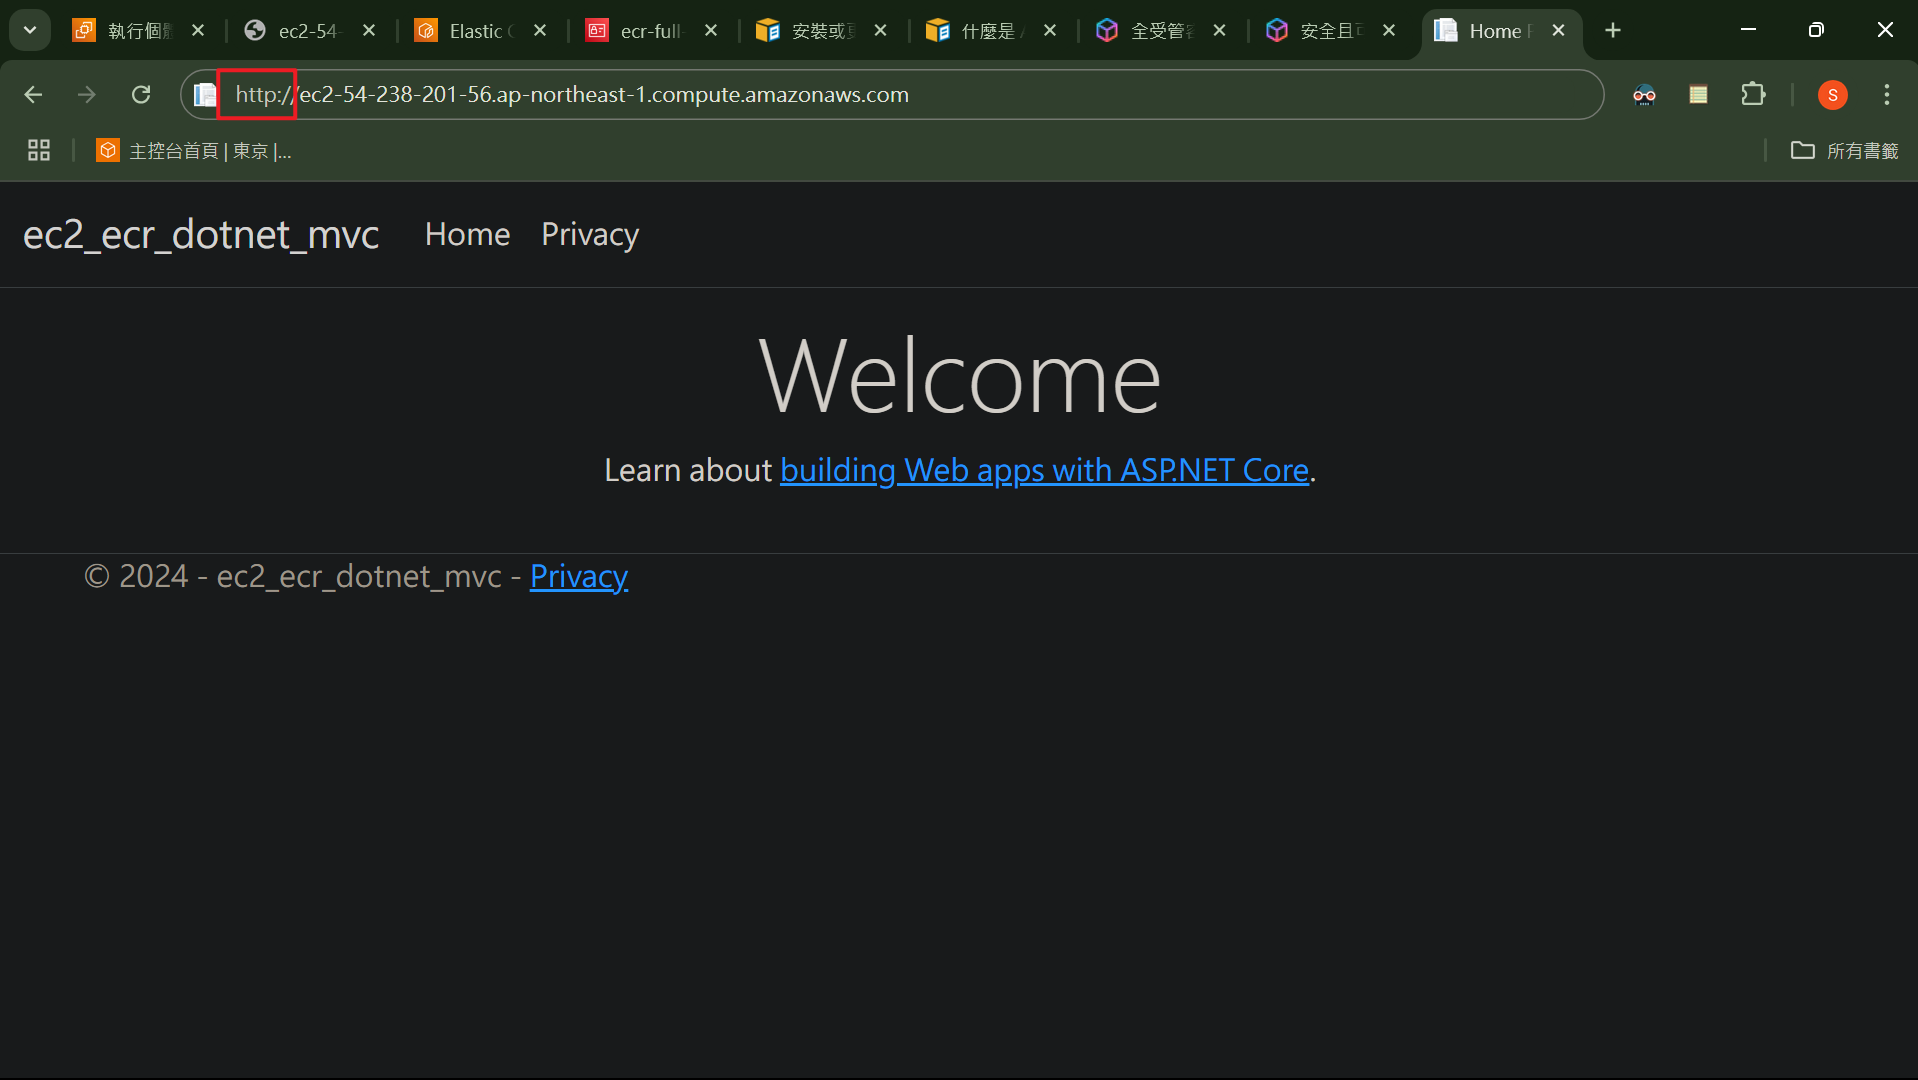 執行個 ec2-54- Elastic ecr-full- 安裝或 什麼是 全受管 安全且 Home
http://ec2-54-238-201-56.ap-northeast-1.compute.amazonaws.com S
主控台首頁 | 東京 |... 所有書籤
ec2_ecr_dotnet_mvc Home Privacy
Welcome
Learn about building Web apps with ASP.NET Core.
© 2024 - ec2_ecr_dotnet_mvc - Privacy